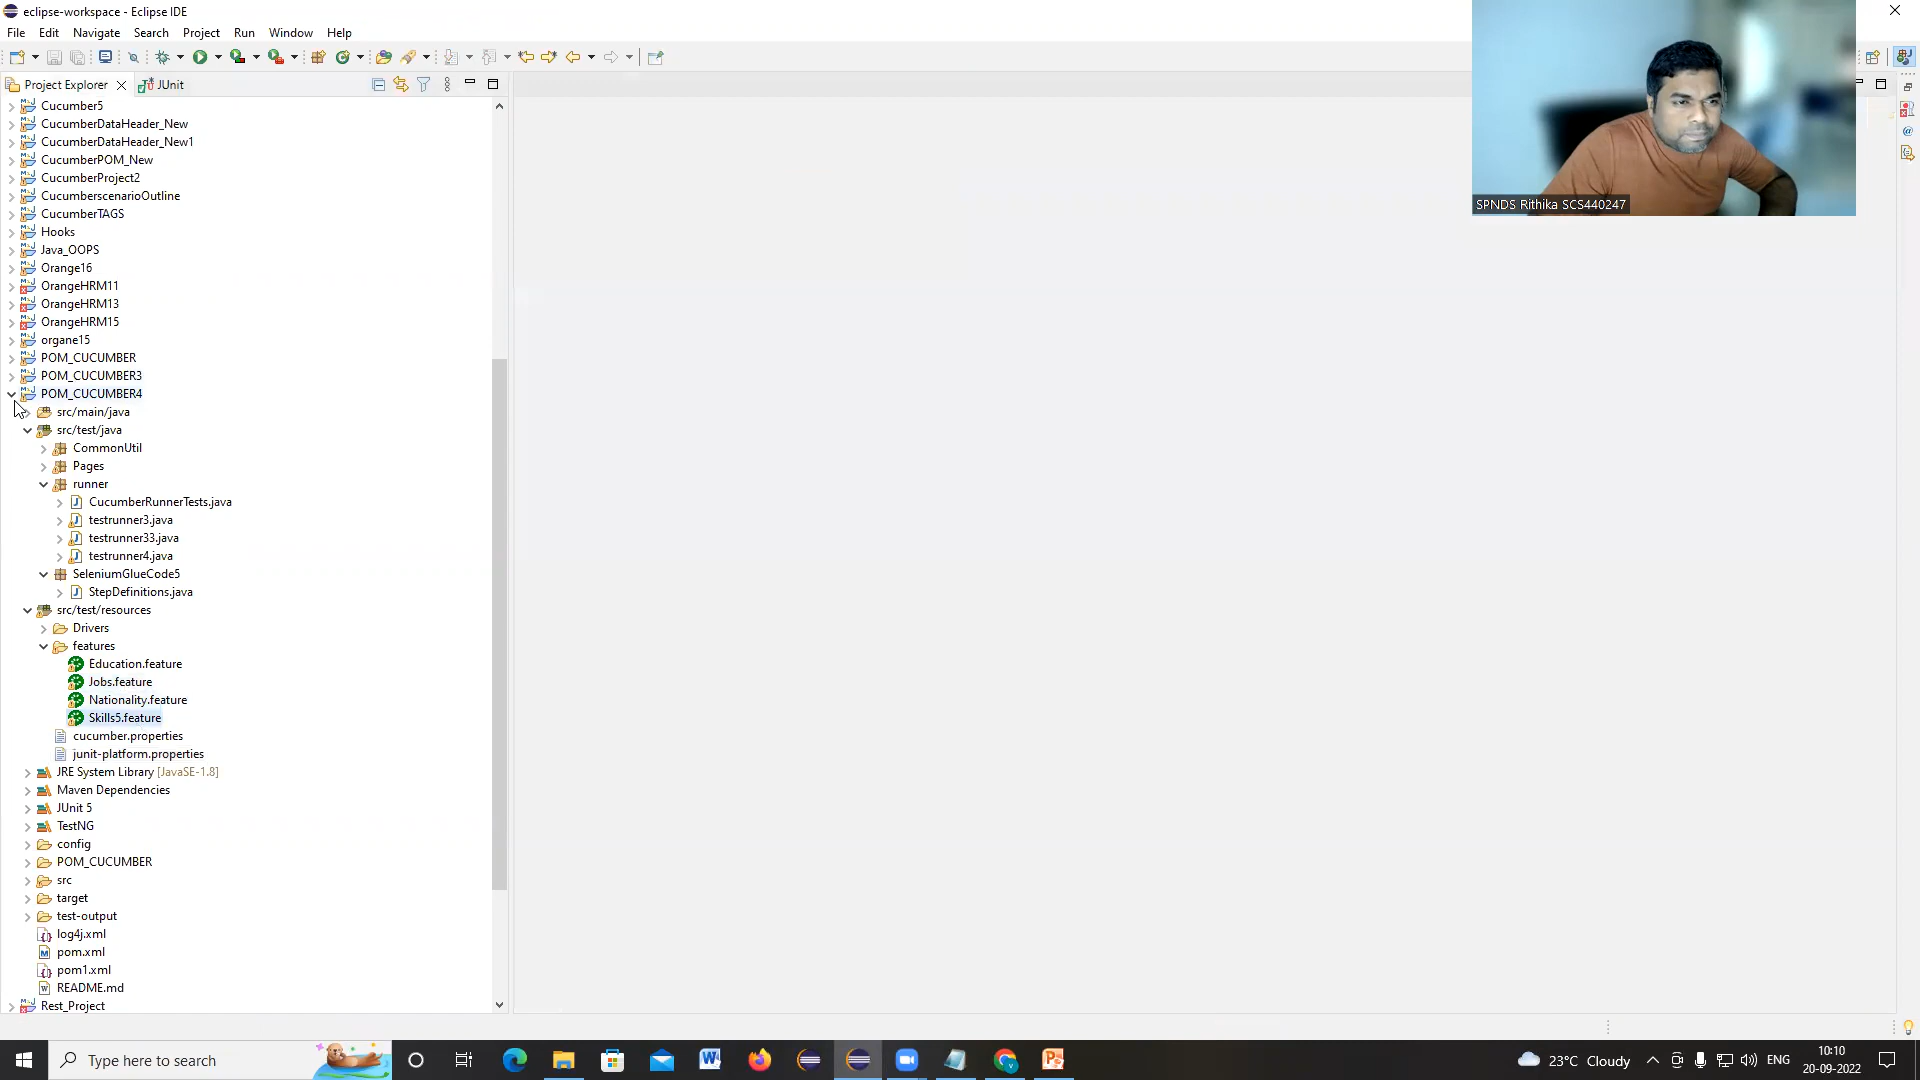 eclipse-workspace - Eclipse IDE
File Edit Navigate Search Project Run Window Help
Project Explorer JUnit
Cucumber5
CucumberDataHeader_New
CucumberDataHeader_New1
CucumberPOM_New
CucumberProject2
CucumberscenarioOutline
CucumberTAGS
Hooks
Java_OOPS
Orange16
OrangeHRM11
OrangeHRM13
OrangeHRM15
organe15
POM_CUCUMBER
POM_CUCUMBER3
POM_CUCUMBER4
src/main/java
src/test/java
CommonUtil
Pages
runner
CucumberRunnerTests.java
testrunner3.java
testrunner33.java
testrunner4.java
SeleniumGlueCode5
StepDefinitions.java
src/test/resources
Drivers
features
Education.feature
Jobs.feature
Nationality.feature
Skills5.feature
cucumber.properties
junit-platform.properties
JRE System Library [JavaSE-1.8]
Maven Dependencies
JUnit 5
TestNG
config
POM_CUCUMBER
src
target
test-output
log4j.xml
pom.xml
pom1.xml
README.md
Rest_Project
SPNDS Rithika SCS440247
Type here to search
23°C Cloudy
ENG
10:10
20-09-2022